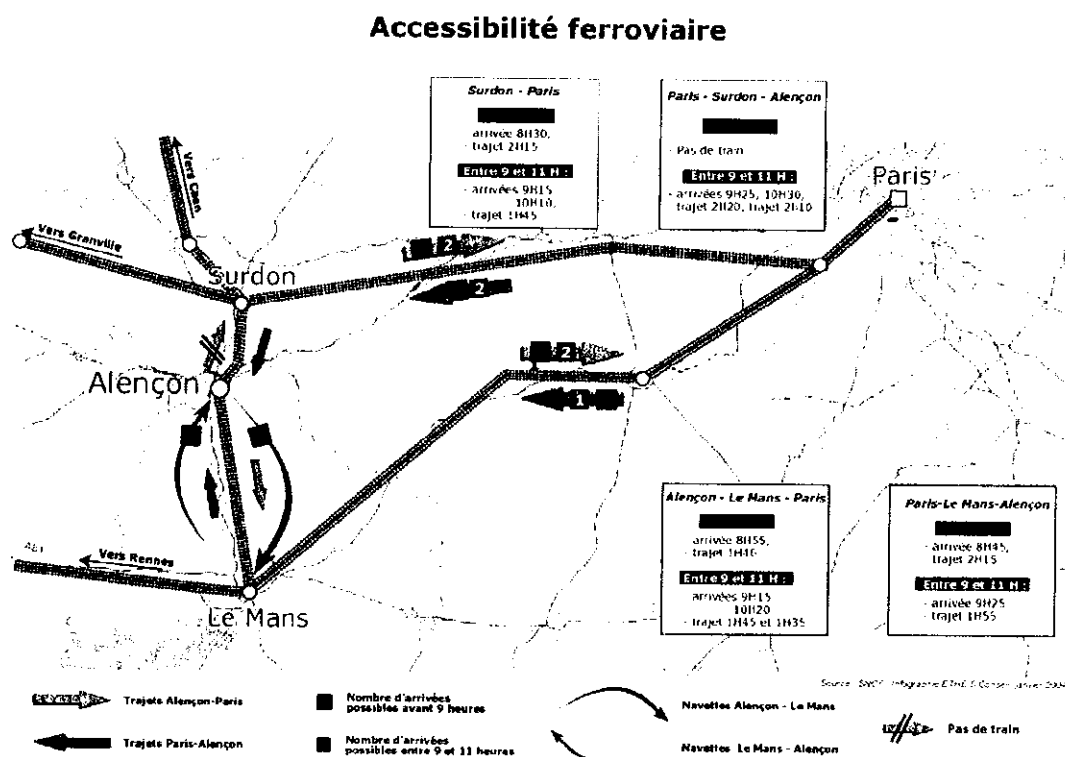 Accessibilité ferroviaire
Surdon - Paris
arrivée 8H30,
- trajet 2H15
Entre 9 et 11 H :
- arrivées 9H15
10H10,
- trajet 1H45
Paris - Surdon - Alençon
- Pas de train
Entre 9 et 11 H :
- arrivées 9H25, 10H30,
trajet 2H20, trajet 2H10
Paris
Vers Caen
Vers Granville
Surdon
2
2
Alençon
2
1
Alençon - Le Mans - Paris
- arrivée 8H55,
- trajet 1H46
Entre 9 et 11 H :
arrivées 9H15
10H20
- trajet 1H45 et 1H35
Paris-Le Mans-Alençon
- arrivée 8H45,
- trajet 2H15
Entre 9 et 11 H :
- arrivée 9H25
- trajet 1H55
Vers Rennes
Le Mans
Trajets Alençon-Paris
Nombre d'arrivées
possibles avant 9 heures
Navettes Alençon - Le Mans
Pas de train
Trajets Paris-Alençon
Nombre d'arrivées
possibles entre 9 et 11 heures
Navettes Le Mans - Alençon